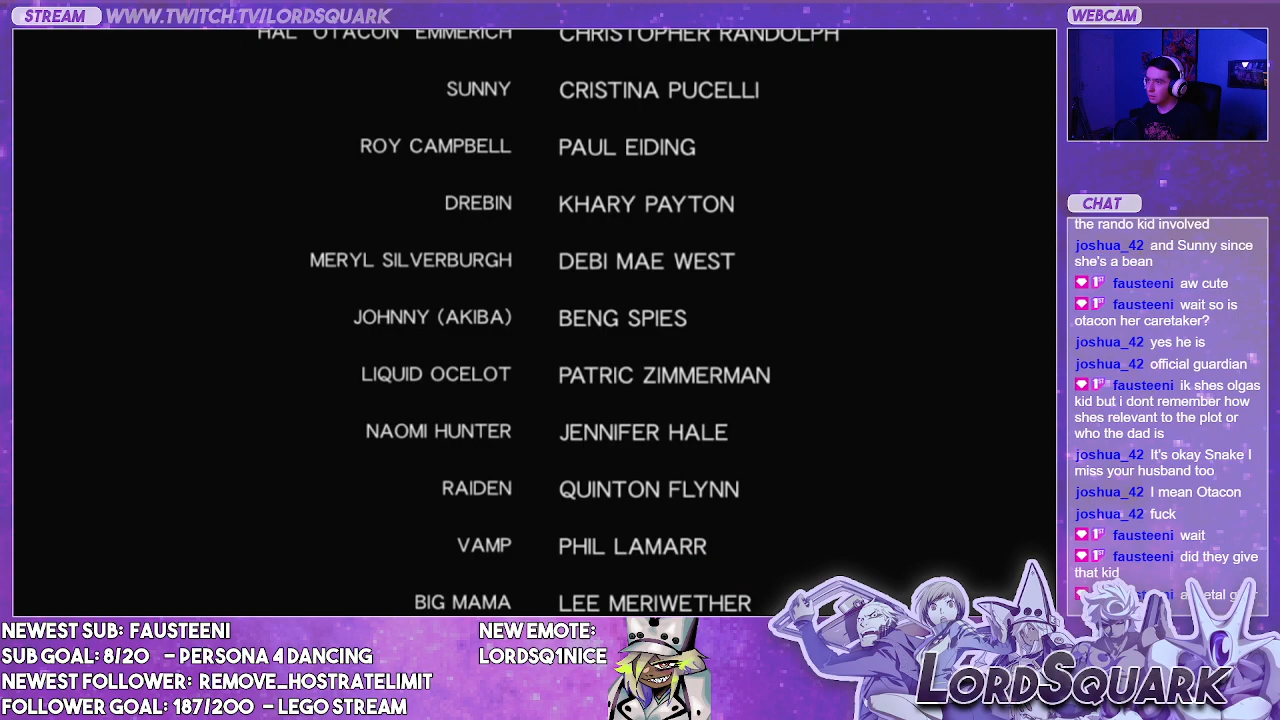 STREAM WWW.TWITCH.TV/LORDSQUARK
WEBCAM
HAL "OTACON" EMMERICH CHRISTOPHER RANDOLPH
SUNNY CRISTINA PUCELLI
ROY CAMPBELL PAUL EIDING
DREBIN KHARY PAYTON
MERYL SILVERBURGH DEBI MAE WEST
JOHNNY (AKIBA) BENG SPIES
LIQUID OCELOT PATRIC ZIMMERMAN
NAOMI HUNTER JENNIFER HALE
RAIDEN QUINTON FLYNN
VAMP PHIL LAMARR
BIG MAMA LEE MERIWETHER
CHAT
the rando kid involved
joshua_42 and Sunny since
she's a bean
fausteeni aw cute
fausteeni wait so is
otacon her caretaker?
joshua_42 yes he is
joshua_42 official guardian
fausteeni ik shes olgas
kid but i dont remember how
shes relevant to the plot or
who the dad is
joshua_42 It's okay Snake I
miss your husband too
joshua_42 I mean Otacon
joshua_42 fuck
fausteeni wait
fausteeni did they give
that kid
NEWEST SUB: FAUSTEENI
SUB GOAL: 8/20 - PERSONA 4 DANCING
NEWEST FOLLOWER: REMOVE_HOSTRATELIMIT
FOLLOWER GOAL: 187/200 - LEGO STREAM
NEW EMOTE:
LORDSQ1NICE
LORDSQUARK